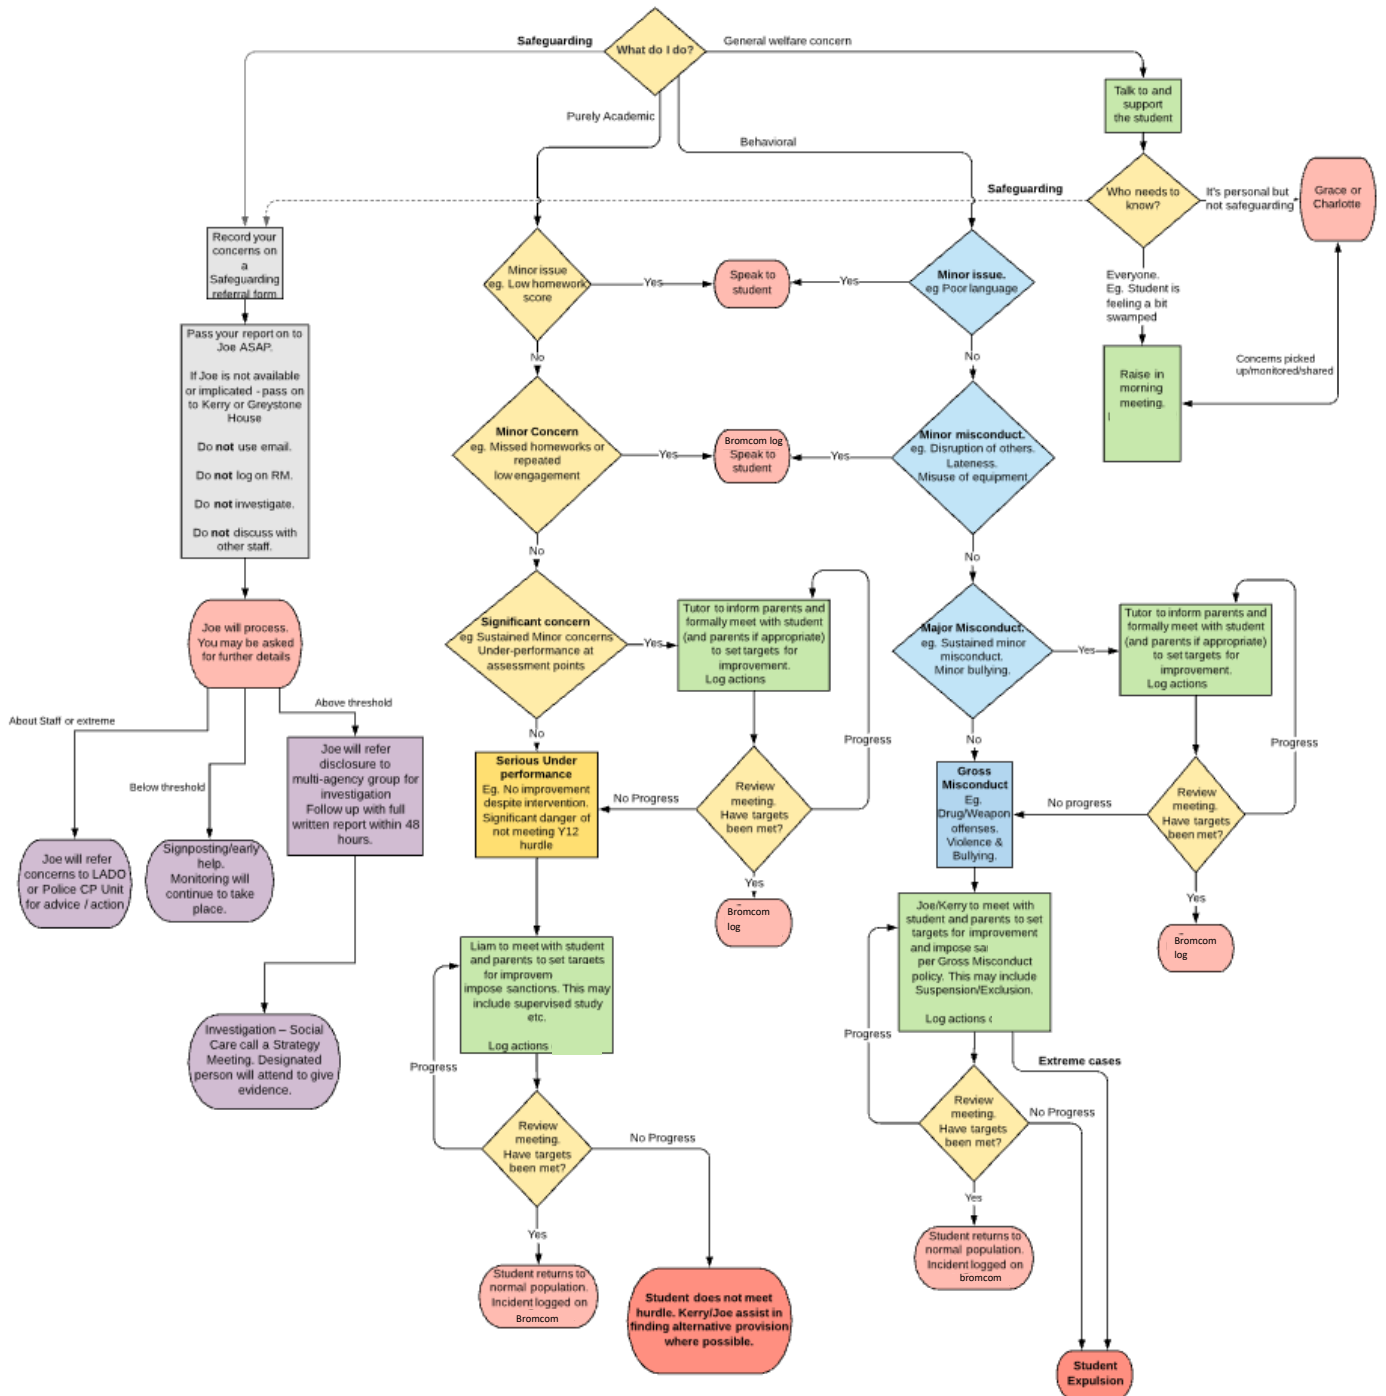 What do I do?
Safeguarding
General welfare concern
Purely Academic
Behavioral
Talk to and
support
the student
Who needs to
know?
Safeguarding
It's personal but
not safeguarding
Grace or
Charlotte
Everyone.
Eg. Student is
feeling a bit
swamped
Raise in
morning
meeting.
Concerns picked
up/monitored/shared
Record your
concerns on
a
Safeguarding
referral form
Pass your report on to
Joe ASAP.
If Joe is not available
or implicated - pass on
to Kerry or Greystone
House
Do not use email.
Do not log on RM.
Do not investigate.
Do not discuss with
other staff.
Joe will process.
You may be asked
for further details
About Staff or extreme
Below threshold
Above threshold
Joe will refer
disclosure to
multi-agency group for
investigation
Follow up with full
written report within 48
hours.
Joe will refer
concerns to LADO
or Police CP Unit
for advice / action
Signposting/early
help.
Monitoring will
continue to take
place.
Investigation – Social
Care call a Strategy
Meeting. Designated
person will attend to give
evidence.
Minor issue
eg. Low homework
score
Yes
Speak to
student
Yes
Minor issue.
eg Poor language
No
No
Minor Concern
eg. Missed homeworks or
repeated
low engagement
Yes
Bromcom log
Speak to
student
Yes
Minor misconduct.
eg. Disruption of others.
Lateness.
Misuse of equipment
No
No
Significant concern
eg Sustained Minor concerns
Under-performance at
assessment points
Yes
Tutor to inform parents and
formally meet with student
(and parents if appropriate)
to set targets for
improvement.
Log actions
Progress
Major Misconduct.
eg. Sustained minor
misconduct.
Minor bullying.
Yes
Tutor to inform parents and
formally meet with student
(and parents if appropriate)
to set targets for
improvement.
Log actions
Progress
No
No
Serious Under
performance
Eg. No improvement
despite intervention.
Significant danger of
not meeting Y12
hurdle
No Progress
Review
meeting.
Have targets
been met?
Yes
Bromcom
log
Gross
Misconduct
Eg.
Drug/Weapon
offenses.
Violence &
Bullying.
No progress
Review
meeting.
Have targets
been met?
Yes
Bromcom
log
Liam to meet with student
and parents to set targets
for improvem
impose sanctions. This may
include supervised study
etc.
Log actions
Progress
Review
meeting.
Have targets
been met?
No Progress
Yes
Student returns to
normal population.
Incident logged on
Bromcom
Student does not meet
hurdle. Kerry/Joe assist in
finding alternative provision
where possible.
Joe/Kerry to meet with
student and parents to set
targets for improvement
and impose sa
per Gross Misconduct
policy. This may include
Suspension/Exclusion.
Log actions
Progress
Extreme cases
Review
meeting.
Have targets
been met?
No Progress
Yes
Student returns to
normal population.
Incident logged on
bromcom
Student
Expulsion